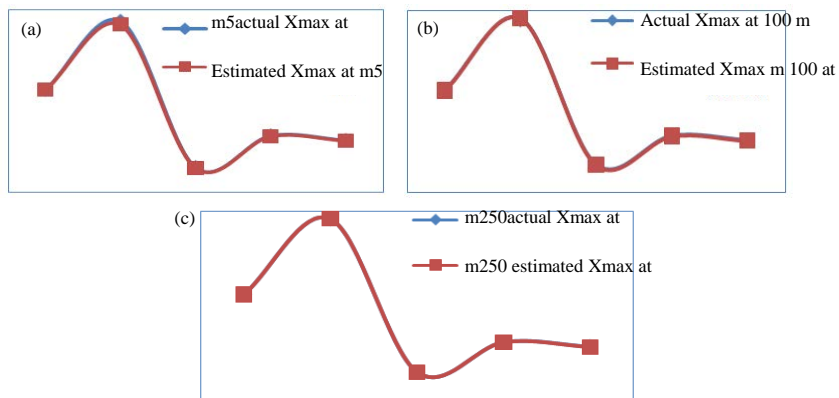 (a)
m5actual Xmax at
Estimated Xmax at m5
(b)
Actual Xmax at 100 m
Estimated Xmax m 100 at
(c)
m250actual Xmax at
m250 estimated Xmax at